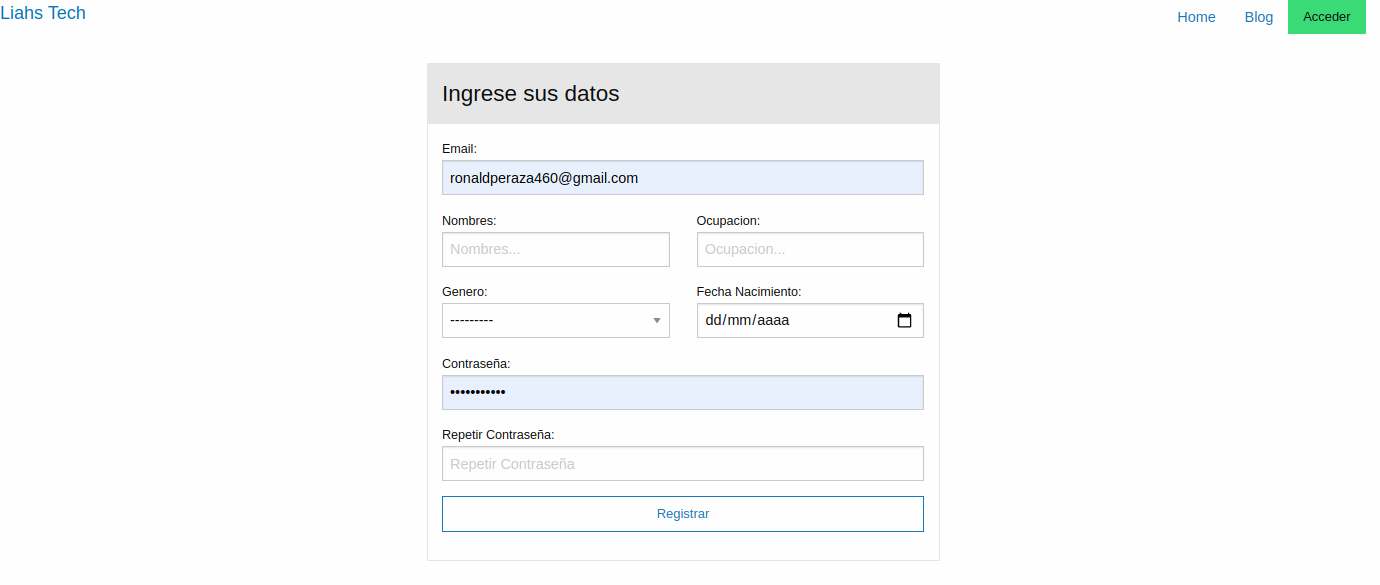 Liahs Tech
Home Blog Acceder
Ingrese sus datos
Email:
ronaldperaza460@gmail.com
Nombres: Ocupacion:
Nombres... Ocupacion...
Genero: Fecha Nacimiento:
--------- dd/mm/aaaa
Contraseña:
•••••••••••
Repetir Contraseña:
Repetir Contraseña
Registrar